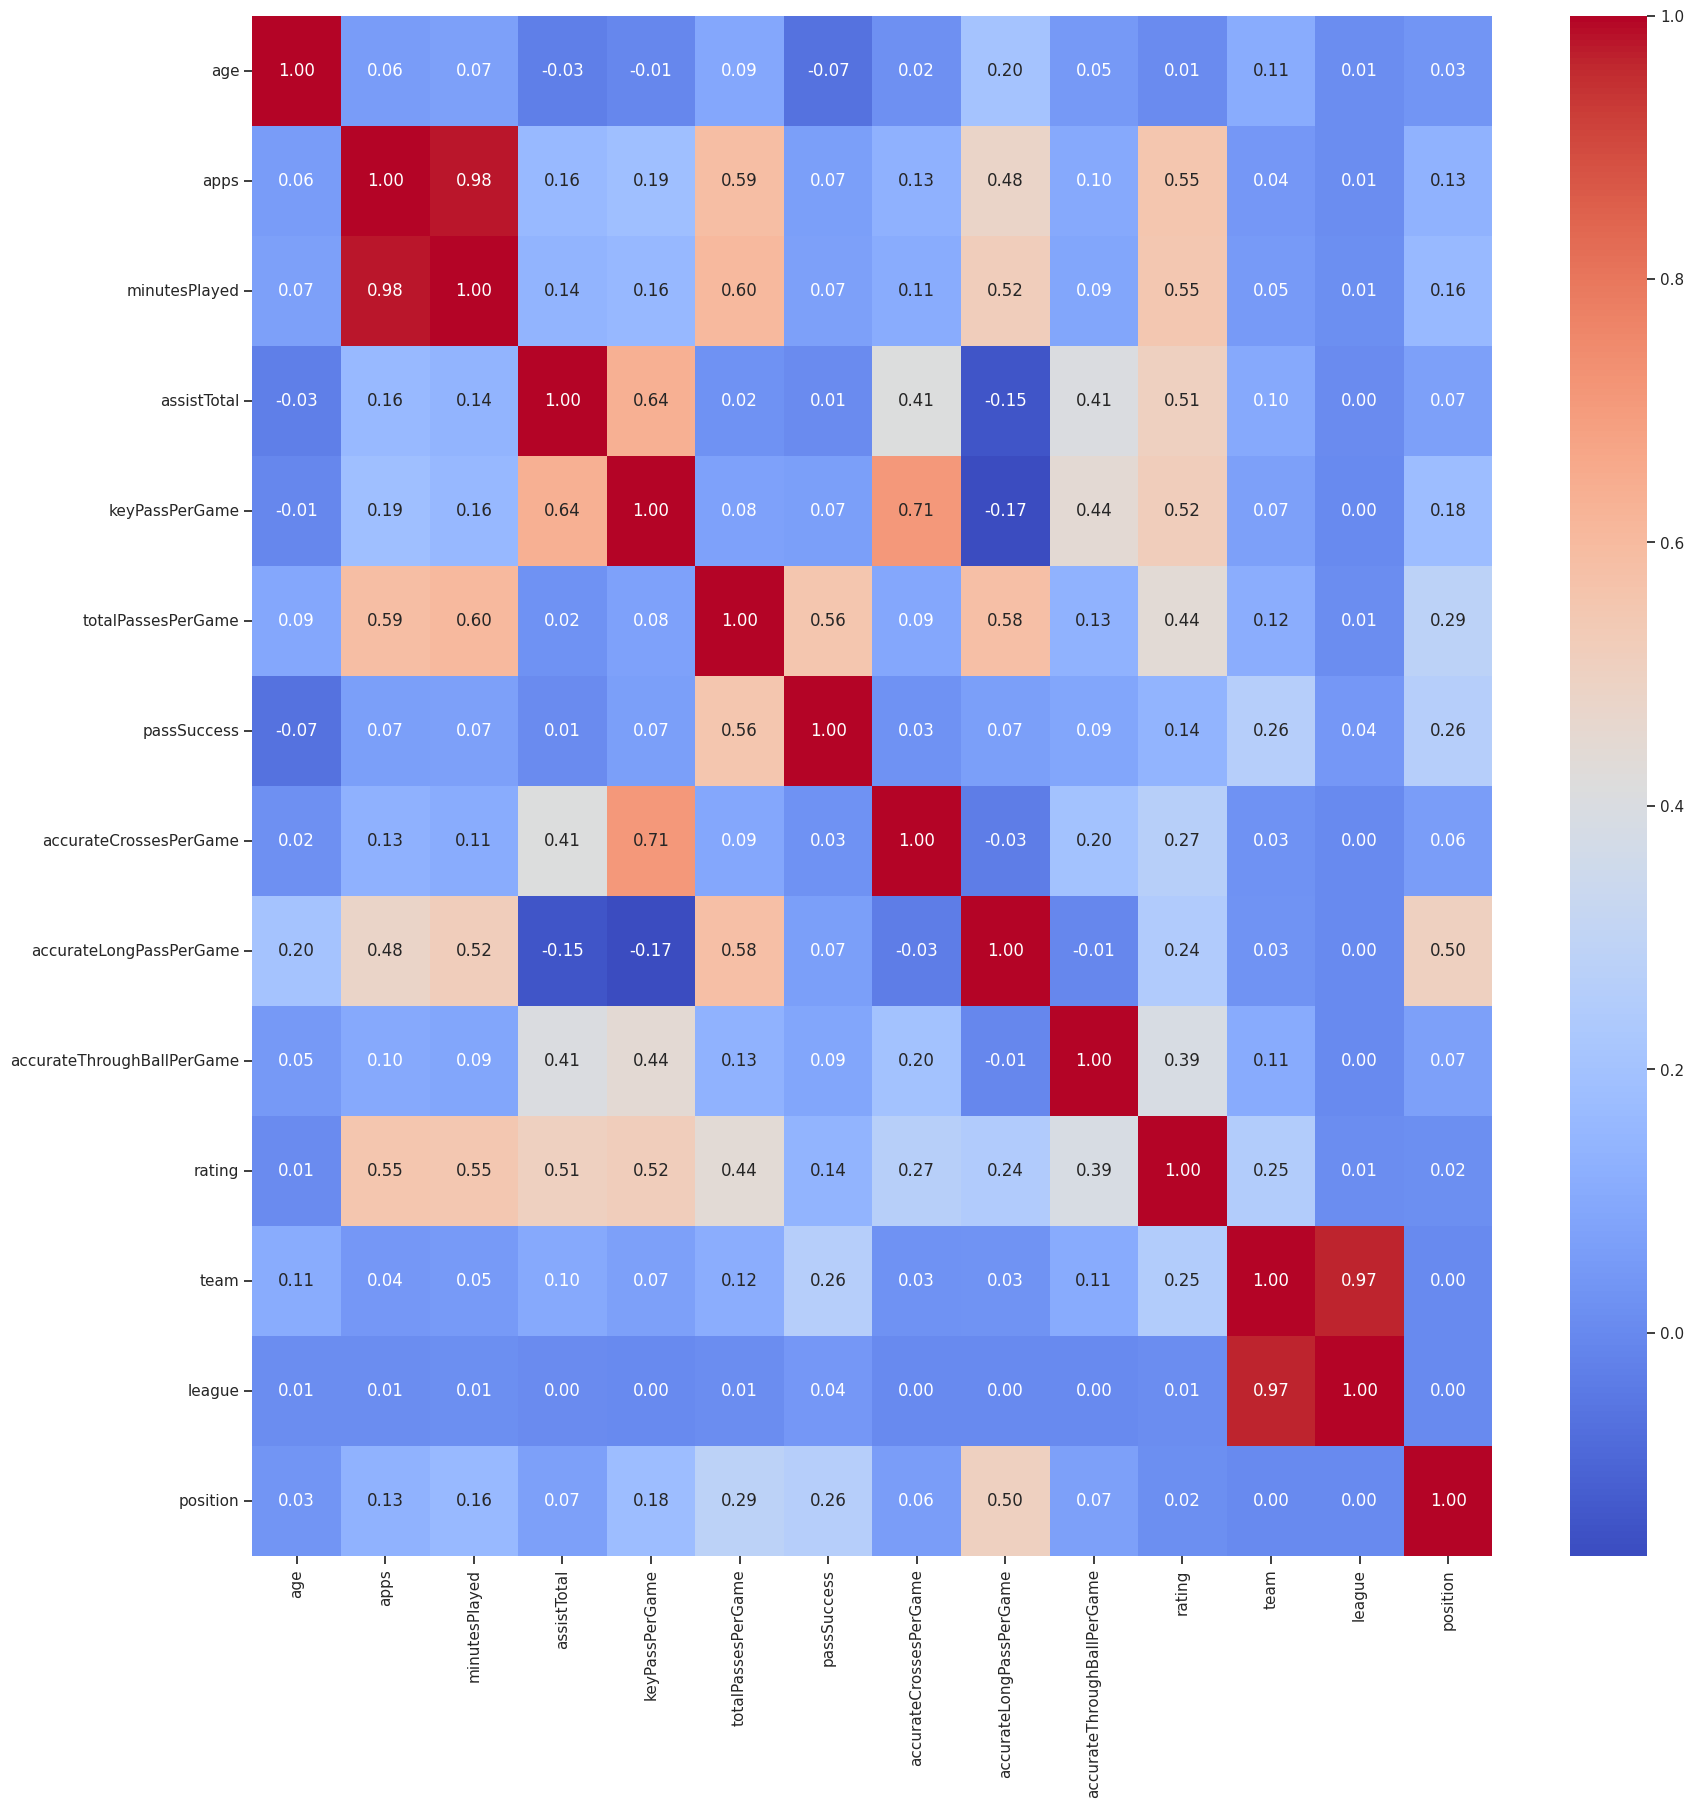 age 1.00 0.06 0.07 -0.03 -0.01 0.09 -0.07 0.02 0.20 0.05 0.01 0.11 0.01 0.03
apps 0.06 1.00 0.98 0.16 0.19 0.59 0.07 0.13 0.48 0.10 0.55 0.04 0.01 0.13
minutesPlayed 0.07 0.98 1.00 0.14 0.16 0.60 0.07 0.11 0.52 0.09 0.55 0.05 0.01 0.16
assistTotal -0.03 0.16 0.14 1.00 0.64 0.02 0.01 0.41 -0.15 0.41 0.51 0.10 0.00 0.07
keyPassPerGame -0.01 0.19 0.16 0.64 1.00 0.08 0.07 0.71 -0.17 0.44 0.52 0.07 0.00 0.18
totalPassesPerGame 0.09 0.59 0.60 0.02 0.08 1.00 0.56 0.09 0.58 0.13 0.44 0.12 0.01 0.29
passSuccess -0.07 0.07 0.07 0.01 0.07 0.56 1.00 0.03 0.07 0.09 0.14 0.26 0.04 0.26
accurateCrossesPerGame 0.02 0.13 0.11 0.41 0.71 0.09 0.03 1.00 -0.03 0.20 0.27 0.03 0.00 0.06
accurateLongPassPerGame 0.20 0.48 0.52 -0.15 -0.17 0.58 0.07 -0.03 1.00 -0.01 0.24 0.03 0.00 0.50
accurateThroughBallPerGame 0.05 0.10 0.09 0.41 0.44 0.13 0.09 0.20 -0.01 1.00 0.39 0.11 0.00 0.07
rating 0.01 0.55 0.55 0.51 0.52 0.44 0.14 0.27 0.24 0.39 1.00 0.25 0.01 0.02
team 0.11 0.04 0.05 0.10 0.07 0.12 0.26 0.03 0.03 0.11 0.25 1.00 0.97 0.00
league 0.01 0.01 0.01 0.00 0.00 0.01 0.04 0.00 0.00 0.00 0.01 0.97 1.00 0.00
position 0.03 0.13 0.16 0.07 0.18 0.29 0.26 0.06 0.50 0.07 0.02 0.00 0.00 1.00
age
apps
minutesPlayed
assistTotal
keyPassPerGame
totalPassesPerGame
passSuccess
accurateCrossesPerGame
accurateLongPassPerGame
accurateThroughBallPerGame
rating
team
league
position
1.0
0.8
0.6
0.4
0.2
0.0